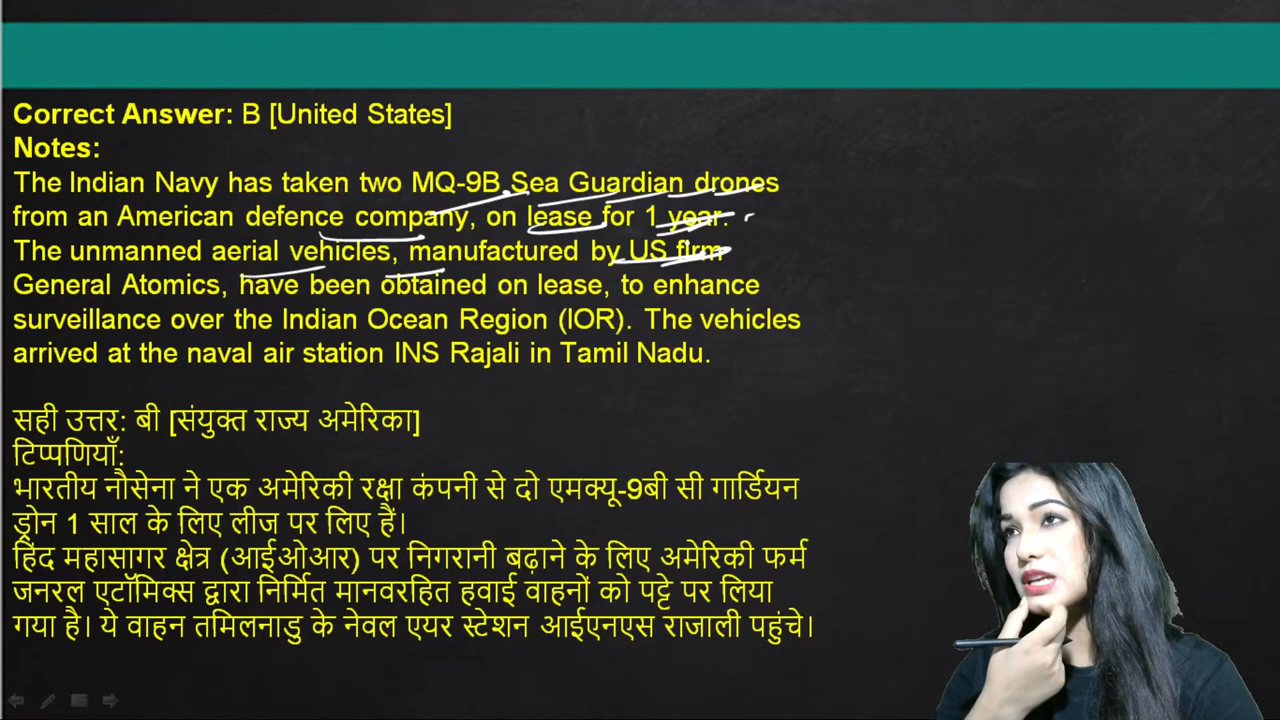 Correct Answer: B [United States]
Notes:
The Indian Navy has taken two MQ-9B Sea Guardian drones
from an American defence company, on lease for 1 year.
The unmanned aerial vehicles, manufactured by US firm
General Atomics, have been obtained on lease, to enhance
surveillance over the Indian Ocean Region (IOR). The vehicles
arrived at the naval air station INS Rajali in Tamil Nadu.
सही उत्तर: बी [संयुक्त राज्य अमेरिका]
टिप्पणियाँ:
भारतीय नौसेना ने एक अमेरिकी रक्षा कंपनी से दो एमक्यू-9बी सी गार्डियन
ड्रोन 1 साल के लिए लीज पर लिए हैं।
हिंद महासागर क्षेत्र (आईओआर) पर निगरानी बढ़ाने के लिए अमेरिकी फर्म
जनरल एटॉमिक्स द्वारा निर्मित मानवरहित हवाई वाहनों को पट्टे पर लिया
गया है। ये वाहन तमिलनाडु के नेवल एयर स्टेशन आईएनएस राजाली पहुंचे।